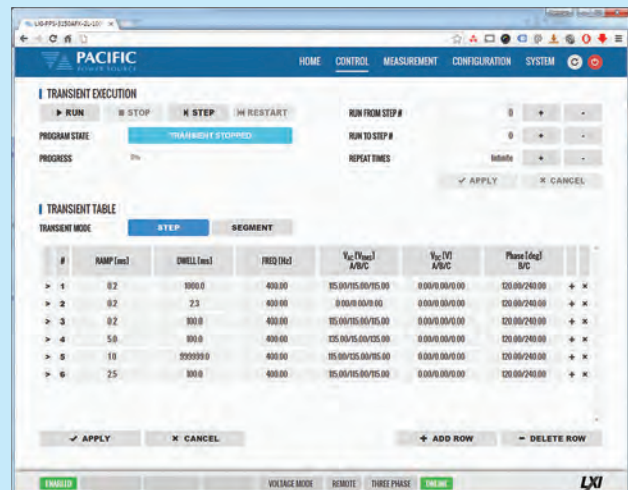 LXI-PPS-3150AFX-2L-LXI
PACIFIC
POWER SOURCE
HOME CONTROL MEASUREMENT CONFIGURATION SYSTEM
TRANSIENT EXECUTION
RUN STOP STEP RESTART RUN FROM STEP # 0 + -
PROGRAM STATE TRANSIENT STOPPED RUN TO STEP # 0 + -
PROGRESS 0% REPEAT TIMES Infinite + -
✓ APPLY × CANCEL
TRANSIENT TABLE
TRANSIENT MODE STEP SEGMENT
# RAMP [ms] DWELL [ms] FREQ [Hz] VAC [VRMS] A/B/C VDC [V] A/B/C Phase [deg] B/C
> 1 0.2 1000.0 400.00 115.00/115.00/115.00 0.00/0.00/0.00 120.00/240.00 + ×
> 2 0.2 2.3 400.00 0.00/0.00/0.00 0.00/0.00/0.00 120.00/240.00 + ×
> 3 0.2 100.0 400.00 115.00/115.00/115.00 0.00/0.00/0.00 120.00/240.00 + ×
> 4 5.0 100.0 400.00 135.00/115.00/115.00 0.00/0.00/0.00 120.00/240.00 + ×
> 5 1.0 999999.0 400.00 115.00/135.00/115.00 0.00/0.00/0.00 120.00/240.00 + ×
> 6 2.5 100.0 400.00 115.00/115.00/115.00 0.00/0.00/0.00 120.00/240.00 + ×
✓ APPLY × CANCEL + ADD ROW - DELETE ROW
ENABLED VOLTAGE MODE REMOTE THREE PHASE ONLINE LXI